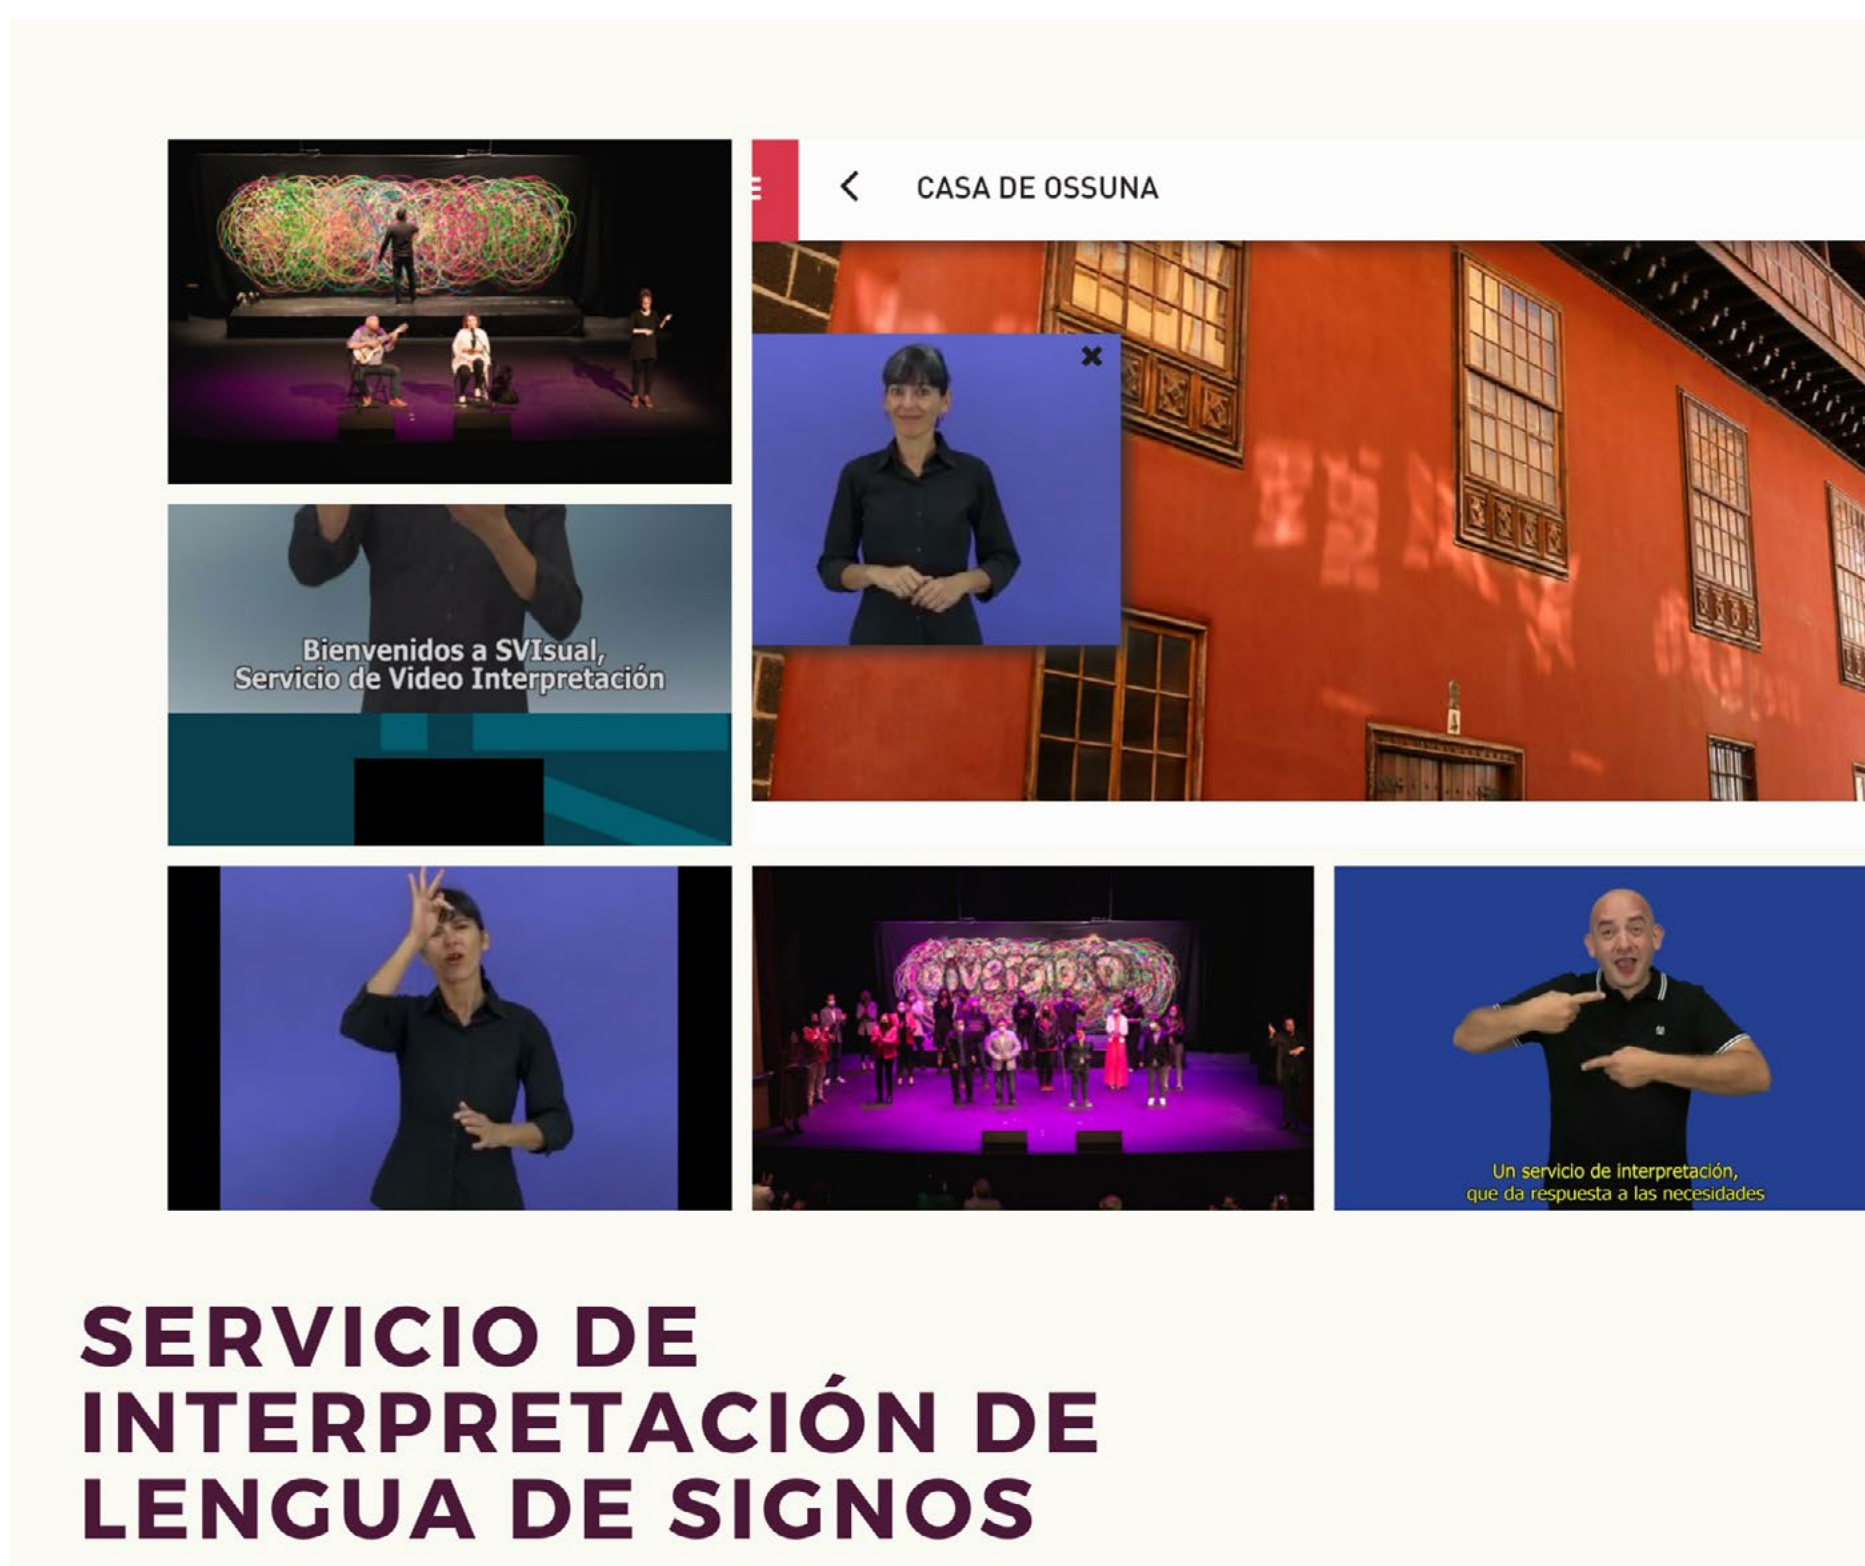 CASA DE OSSUNA
Bienvenidos a SVIsual,
Servicio de Video Interpretación
diversidad
Un servicio de interpretación,
que da respuesta a las necesidades
SERVICIO DE
INTERPRETACIÓN DE
LENGUA DE SIGNOS